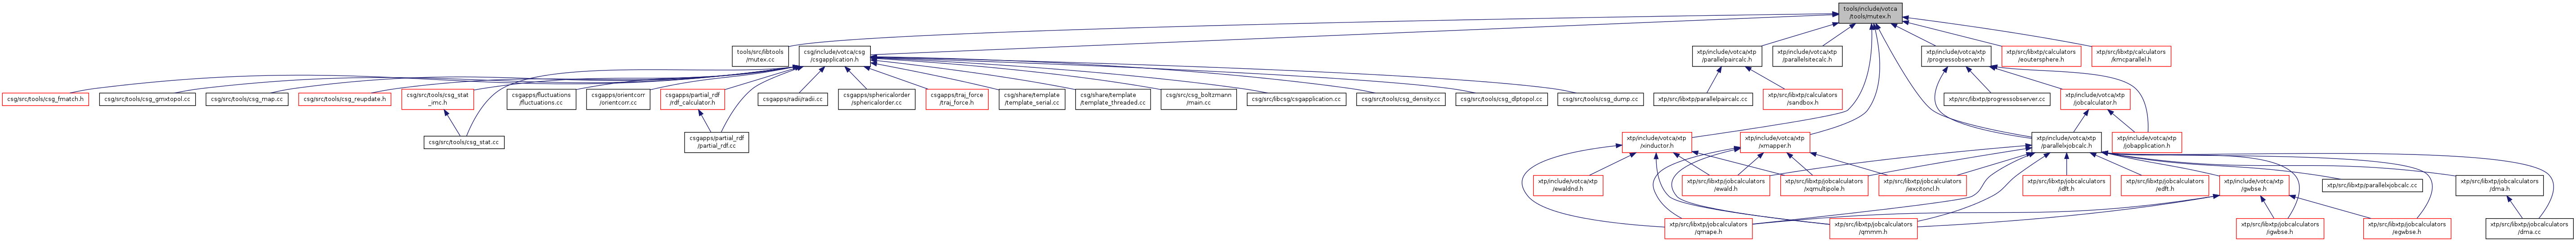 tools/include/votca
/tools/mutex.h
tools/src/libtools
/mutex.cc
csg/include/votca/csg
/csgapplication.h
xtp/include/votca/xtp
/parallelpaircalc.h
xtp/include/votca/xtp
/parallelsitecalc.h
xtp/include/votca/xtp
/progressobserver.h
xtp/src/libxtp/calculators
/eoutersphere.h
xtp/src/libxtp/calculators
/kmcparallel.h
csg/src/tools/csg_fmatch.h
csg/src/tools/csg_gmxtopol.cc
csg/src/tools/csg_map.cc
csg/src/tools/csg_reupdate.h
csg/src/tools/csg_stat
_imc.h
csgapps/fluctuations
/fluctuations.cc
csgapps/orientcorr
/orientcorr.cc
csgapps/partial_rdf
/rdf_calculator.h
csgapps/radii/radii.cc
csgapps/sphericalorder
/sphericalorder.cc
csgapps/traj_force
/traj_force.h
csg/share/template
/template_serial.cc
csg/share/template
/template_threaded.cc
csg/src/csg_boltzmann
/main.cc
csg/src/libcsg/csgapplication.cc
csg/src/tools/csg_density.cc
csg/src/tools/csg_dlptopol.cc
csg/src/tools/csg_dump.cc
xtp/src/libxtp/parallelpaircalc.cc
xtp/src/libxtp/calculators
/sandbox.h
xtp/src/libxtp/progressobserver.cc
xtp/include/votca/xtp
/jobcalculator.h
csg/src/tools/csg_stat.cc
csgapps/partial_rdf
/partial_rdf.cc
xtp/include/votca/xtp
/xinductor.h
xtp/include/votca/xtp
/xmapper.h
xtp/include/votca/xtp
/parallelxjobcalc.h
xtp/include/votca/xtp
/jobapplication.h
xtp/include/votca/xtp
/ewaldnd.h
xtp/src/libxtp/jobcalculators
/ewald.h
xtp/src/libxtp/jobcalculators
/xqmultipole.h
xtp/src/libxtp/jobcalculators
/iexcitoncl.h
xtp/src/libxtp/jobcalculators
/idft.h
xtp/src/libxtp/jobcalculators
/edft.h
xtp/include/votca/xtp
/gwbse.h
xtp/src/libxtp/parallelxjobcalc.cc
xtp/src/libxtp/jobcalculators
/dma.h
xtp/src/libxtp/jobcalculators
/qmape.h
xtp/src/libxtp/jobcalculators
/qmmm.h
xtp/src/libxtp/jobcalculators
/igwbse.h
xtp/src/libxtp/jobcalculators
/egwbse.h
xtp/src/libxtp/jobcalculators
/dma.cc